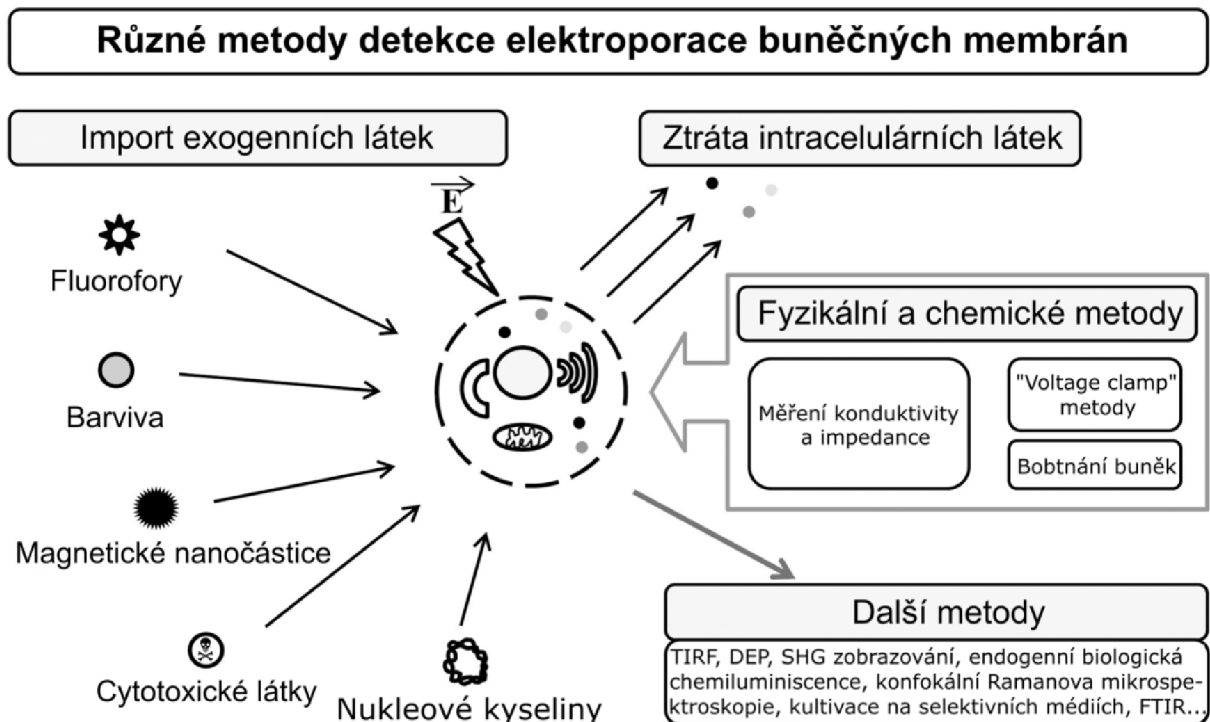 Různé metody detekce elektroporace buněčných membrán
Import exogenních látek
Ztráta intracelulárních látek
E
Fluorofory
Barviva
Magnetické nanočástice
Cytotoxické látky
Nukleové kyseliny
Fyzikální a chemické metody
Měření konduktivity
a impedance
"Voltage clamp"
metody
Bobtnání buněk
Další metody
TIRF, DEP, SHG zobrazování, endogenní biologická
chemiluminiscence, konfokální Ramanova mikrospe-
ktroskopie, kultivace na selektivních médiích, FTIR...